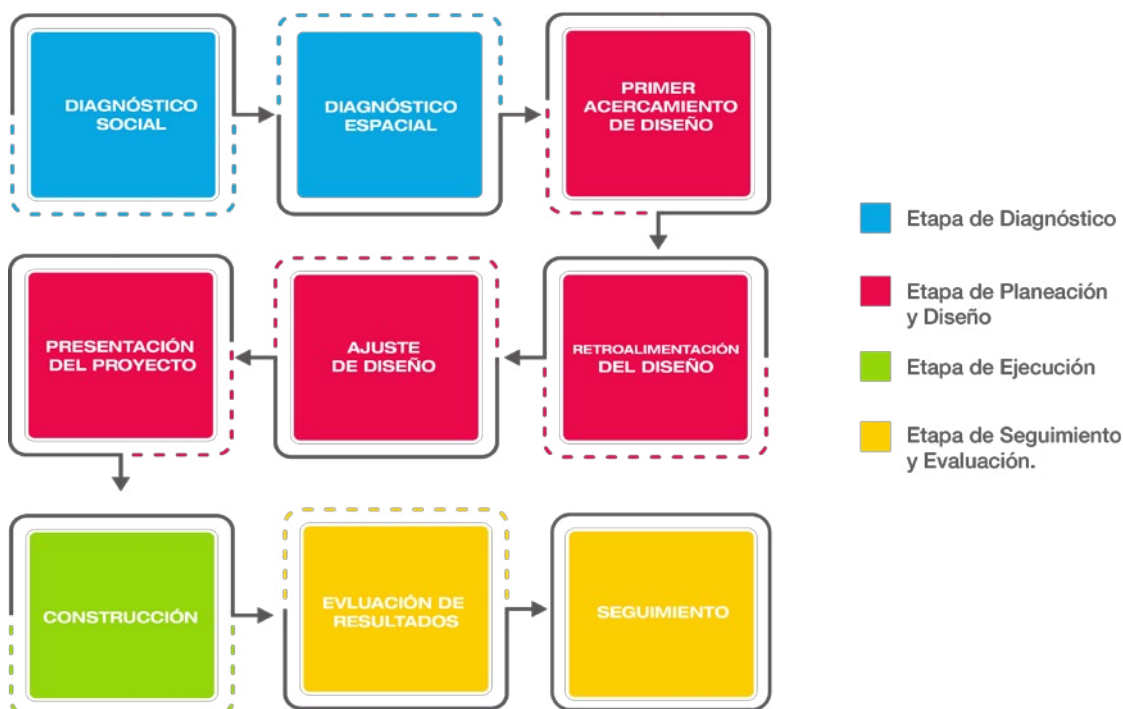 DIAGNÓSTICO
SOCIAL
DIAGNÓSTICO
ESPACIAL
PRIMER
ACERCAMIENTO
DE DISEÑO
PRESENTACIÓN
DEL PROYECTO
AJUSTE
DE DISEÑO
RETROALIMENTACIÓN
DEL DISEÑO
CONSTRUCCIÓN
EVLUACIÓN DE
RESULTADOS
SEGUIMIENTO
Etapa de Diagnóstico
Etapa de Planeación
y Diseño
Etapa de Ejecución
Etapa de Seguimiento
y Evaluación.